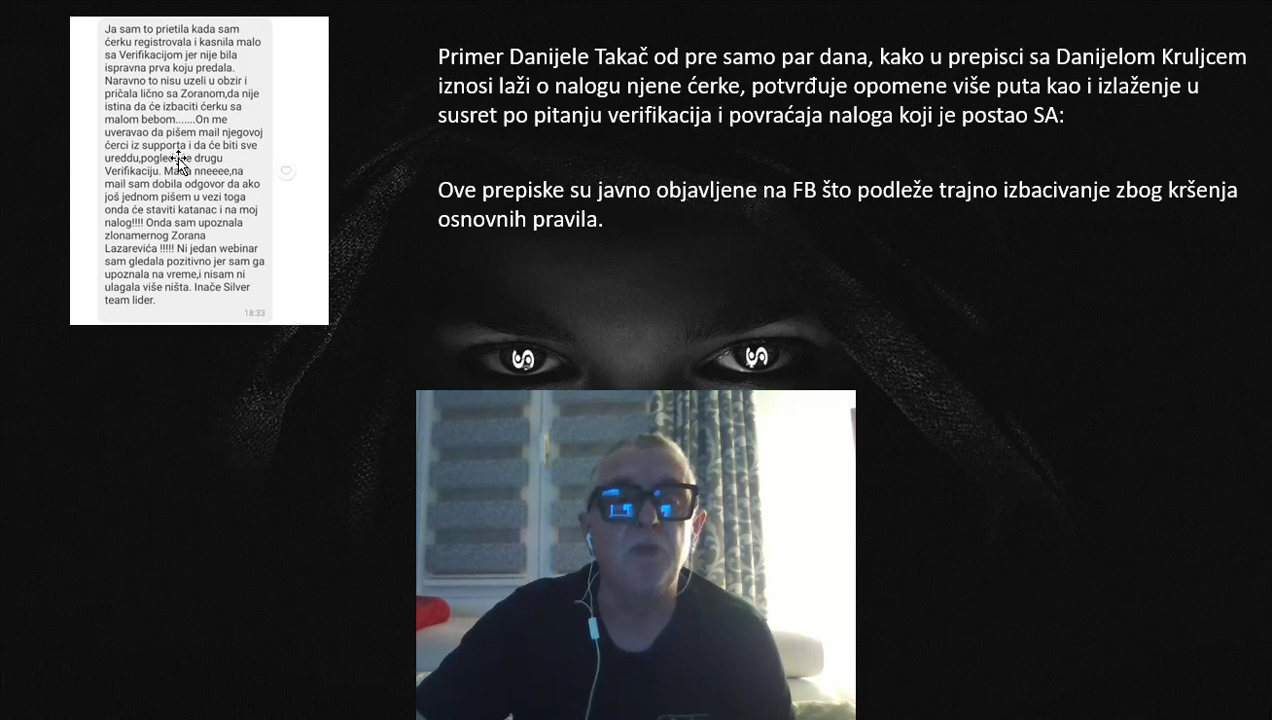 Ja sam to prietila kada sam
ćerku registrovala i kasnila malo
sa Verifikacijom jer nije bila
ispravna prva koju predala.
Naravno to nisu uzeli u obzir i
pričala lično sa Zoranom,da nije
istina da će izbaciti ćerku sa
malom bebom.......On me
uveravao da pišem mail njegovoj
ćerci iz supporta i da će biti sve
ureddu, drugu
Verifikaciju. nneeee,na
mail sam dobila odgovor da ako
još jednom pišem u vezi toga
onda će staviti katanac i na moj
nalog!!!! Onda sam upoznala
zlonamernog Zorana
Lazarevića !!!!! Ni jedan webinar
sam gledala pozitivno jer sam ga
upoznala na vreme,i nisam ni
ulagala više ništa. Inače Silver
team lider.
18:33
Primer Danijele Takač od pre samo par dana, kako u prepisci sa Danijelom Kruljcem
iznosi laži o nalogu njene ćerke, potvrđuje opomene više puta kao i izlaženje u
susret po pitanju verifikacija i povraćaja naloga koji je postao SA:
Ove prepiske su javno objavljene na FB što podleže trajno izbacivanje zbog kršenja
osnovnih pravila.